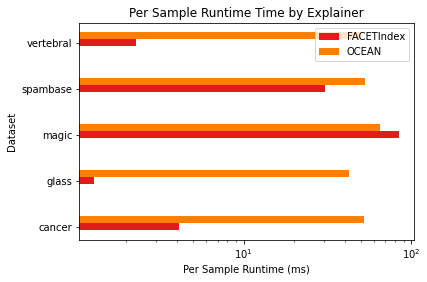 Per Sample Runtime Time by Explainer
FACETIndex
OCEAN
vertebral
spambase
magic
glass
cancer
Dataset
10¹
10²
Per Sample Runtime (ms)